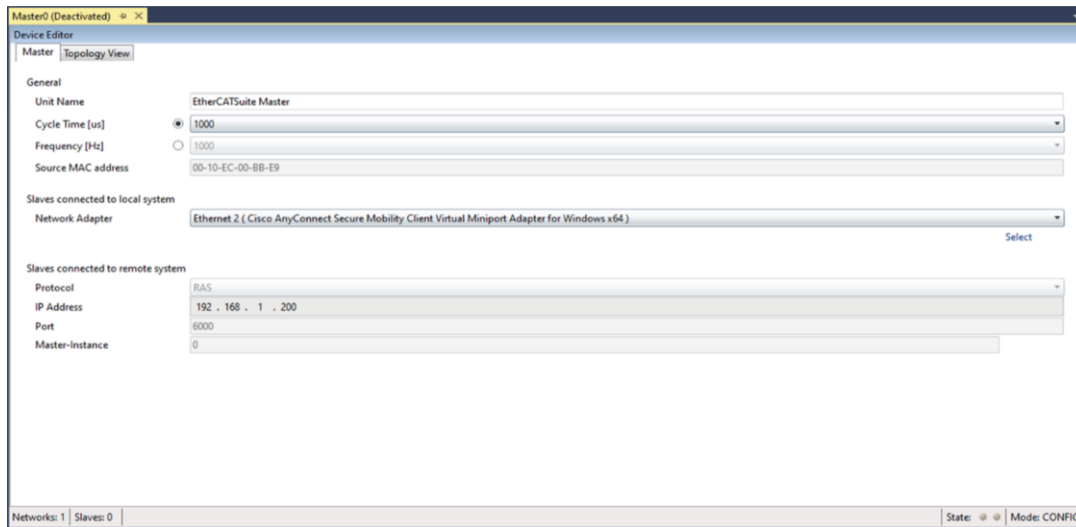 Master0 (Deactivated)
Device Editor
Master Topology View
General
Unit Name EtherCATSuite Master
Cycle Time [us] 1000
Frequency [Hz] 1000
Source MAC address 00-10-EC-00-BB-E9
Slaves connected to local system
Network Adapter Ethernet 2 ( Cisco AnyConnect Secure Mobility Client Virtual Miniport Adapter for Windows x64 )
Select
Slaves connected to remote system
Protocol RAS
IP Address 192 . 168 . 1 . 200
Port 6000
Master-Instance 0
Networks: 1 Slaves: 0 State: Mode: CONFIG